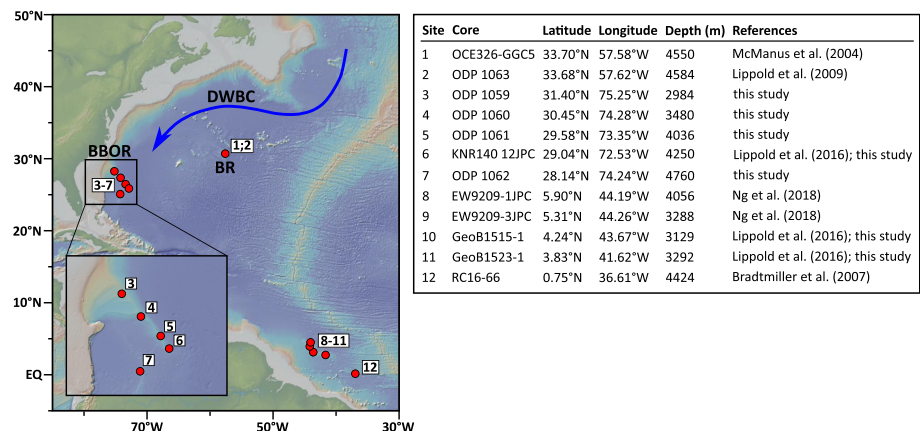 50°N
40°N
30°N
20°N
10°N
EQ
70°W
50°W
30°W
DWBC
BBOR
3-7
1;2
BR
3
4
5
6
7
8-11
12
Site Core Latitude Longitude Depth (m) References
1 OCE326-GGC5 33.70°N 57.58°W 4550 McManus et al. (2004)
2 ODP 1063 33.68°N 57.62°W 4584 Lippold et al. (2009)
3 ODP 1059 31.40°N 75.25°W 2984 this study
4 ODP 1060 30.45°N 74.28°W 3480 this study
5 ODP 1061 29.58°N 73.35°W 4036 this study
6 KNR140 12JPC 29.04°N 72.53°W 4250 Lippold et al. (2016); this study
7 ODP 1062 28.14°N 74.24°W 4760 this study
8 EW9209-1JPC 5.90°N 44.19°W 4056 Ng et al. (2018)
9 EW9209-3JPC 5.31°N 44.26°W 3288 Ng et al. (2018)
10 GeoB1515-1 4.24°N 43.67°W 3129 Lippold et al. (2016); this study
11 GeoB1523-1 3.83°N 41.62°W 3292 Lippold et al. (2016); this study
12 RC16-66 0.75°N 36.61°W 4424 Bradtmiller et al. (2007)